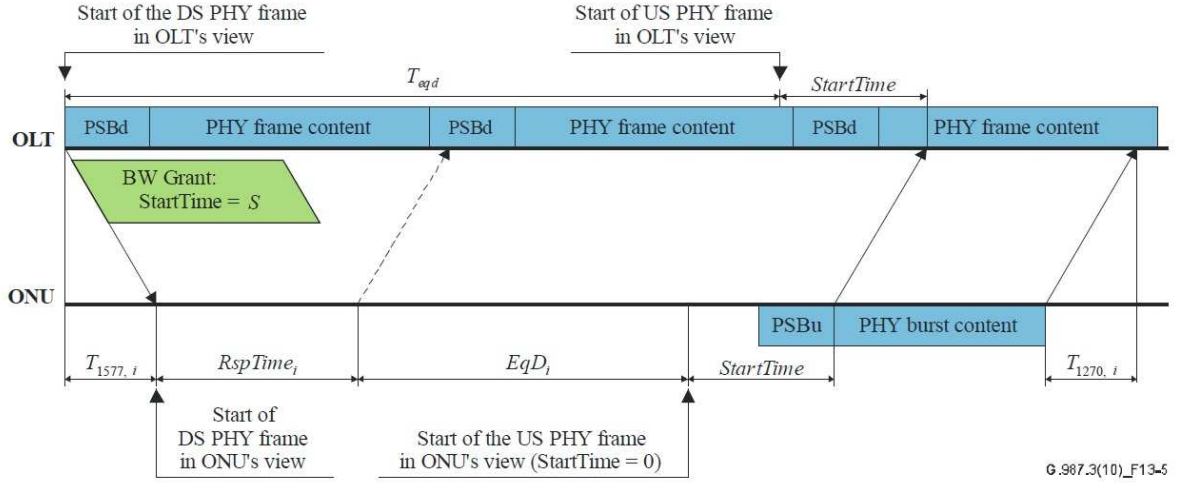 Start of the DS PHY frame
in OLT's view
Start of US PHY frame
in OLT's view
T_eqd
StartTime
OLT
PSBd
PHY frame content
PSBd
PHY frame content
PSBd
PHY frame content
BW Grant:
StartTime = S
ONU
PSBu
PHY burst content
T_1577, i
RspTime_i
EqD_i
StartTime
T_1270, i
Start of
DS PHY frame
in ONU's view
Start of the US PHY frame
in ONU's view (StartTime = 0)
G.987.3(10)_F13-5